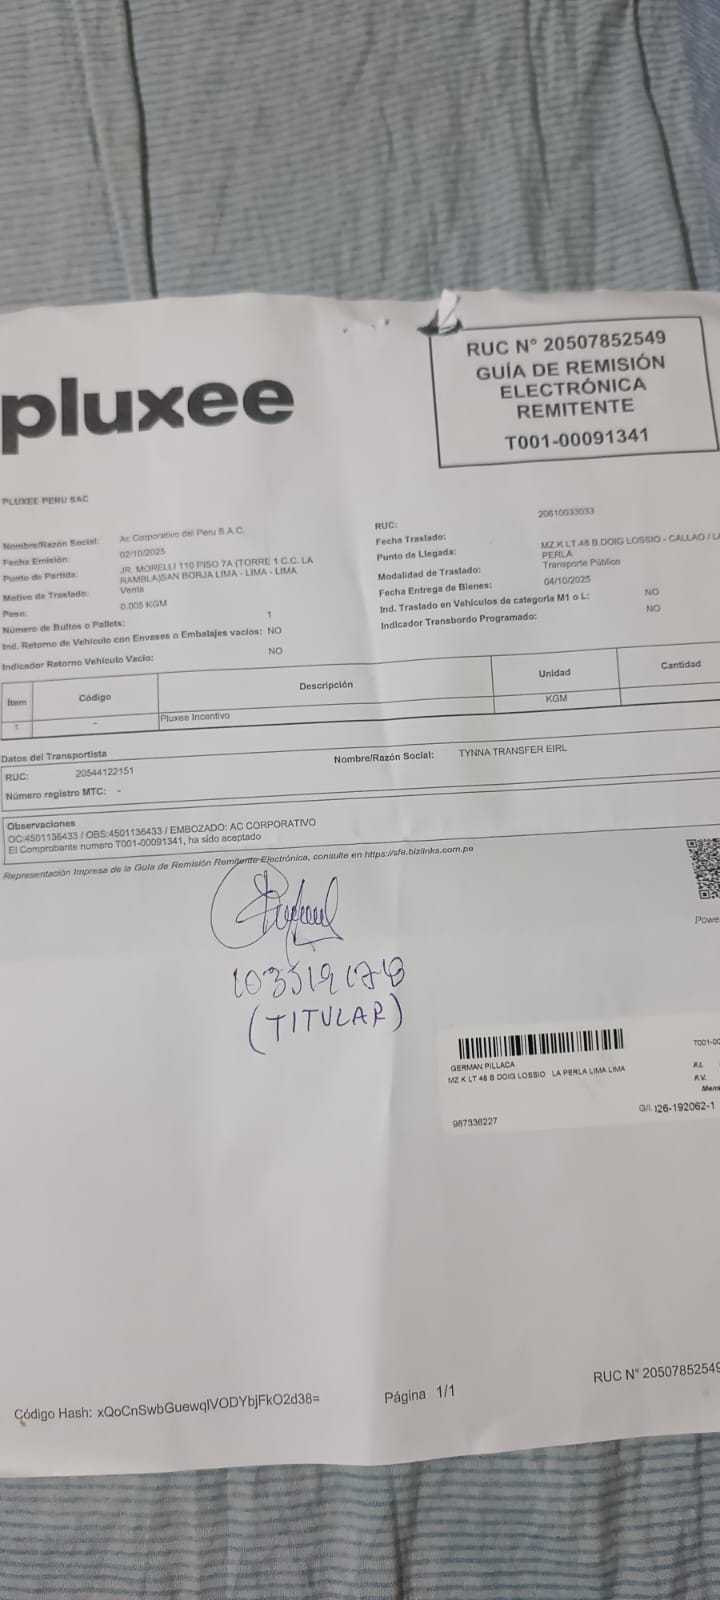 pluxee
RUC N° 20507852549
GUÍA DE REMISIÓN
ELECTRÓNICA
REMITENTE
T001-00091341
PLUXEE PERU SAC
Nombre/Razón Social: Ac Corporativo del Peru S.A.C.
Fecha Emisión: 02/10/2025
Punto de Partida: JR. MORELLI 110 PISO 7A (TORRE 1 C.C. LA
RAMBLA)SAN BORJA LIMA - LIMA - LIMA
Motivo de Traslado: Venta
Peso: 0.005 KGM
Número de Bultos o Pallets: 1
Ind. Retorno de Vehículo con Envases o Embalajes vacíos: NO
Indicador Retorno Vehículo Vacío: NO
RUC: 20610033033
Fecha Traslado:
Punto de Llegada: MZ.K LT 48 B.DOIG LOSSIO - CALLAO / LA
PERLA
Modalidad de Traslado: Transporte Público
Fecha Entrega de Bienes: 04/10/2025
Ind. Traslado en Vehículos de categoría M1 o L: NO
Indicador Transbordo Programado: NO
Ítem Código Descripción Unidad Cantidad
1 - Pluxee Incentivo KGM
Datos del Transportista
RUC: 20544122151 Nombre/Razón Social: TYNNA TRANSFER EIRL
Número registro MTC: -
Observaciones
OC:4501136433 / OBS:4501136433 / EMBOZADO: AC CORPORATIVO
El Comprobante numero T001-00091341, ha sido aceptado
Representación Impresa de la Guía de Remisión Remitente Electrónica, consulte en https://sfe.bizlinks.com.pe
Powe
(TITULAR)
T001-00
GERMAN PILLACA
MZ K LT 48 B DOIG LOSSIO LA PERLA LIMA LIMA
R.I.
R.V.
987336227
G/I. 026-192062-1
Código Hash: xQoCnSwbGuewqlVODYbjFkO2d38=
Página 1/1
RUC N° 20507852549